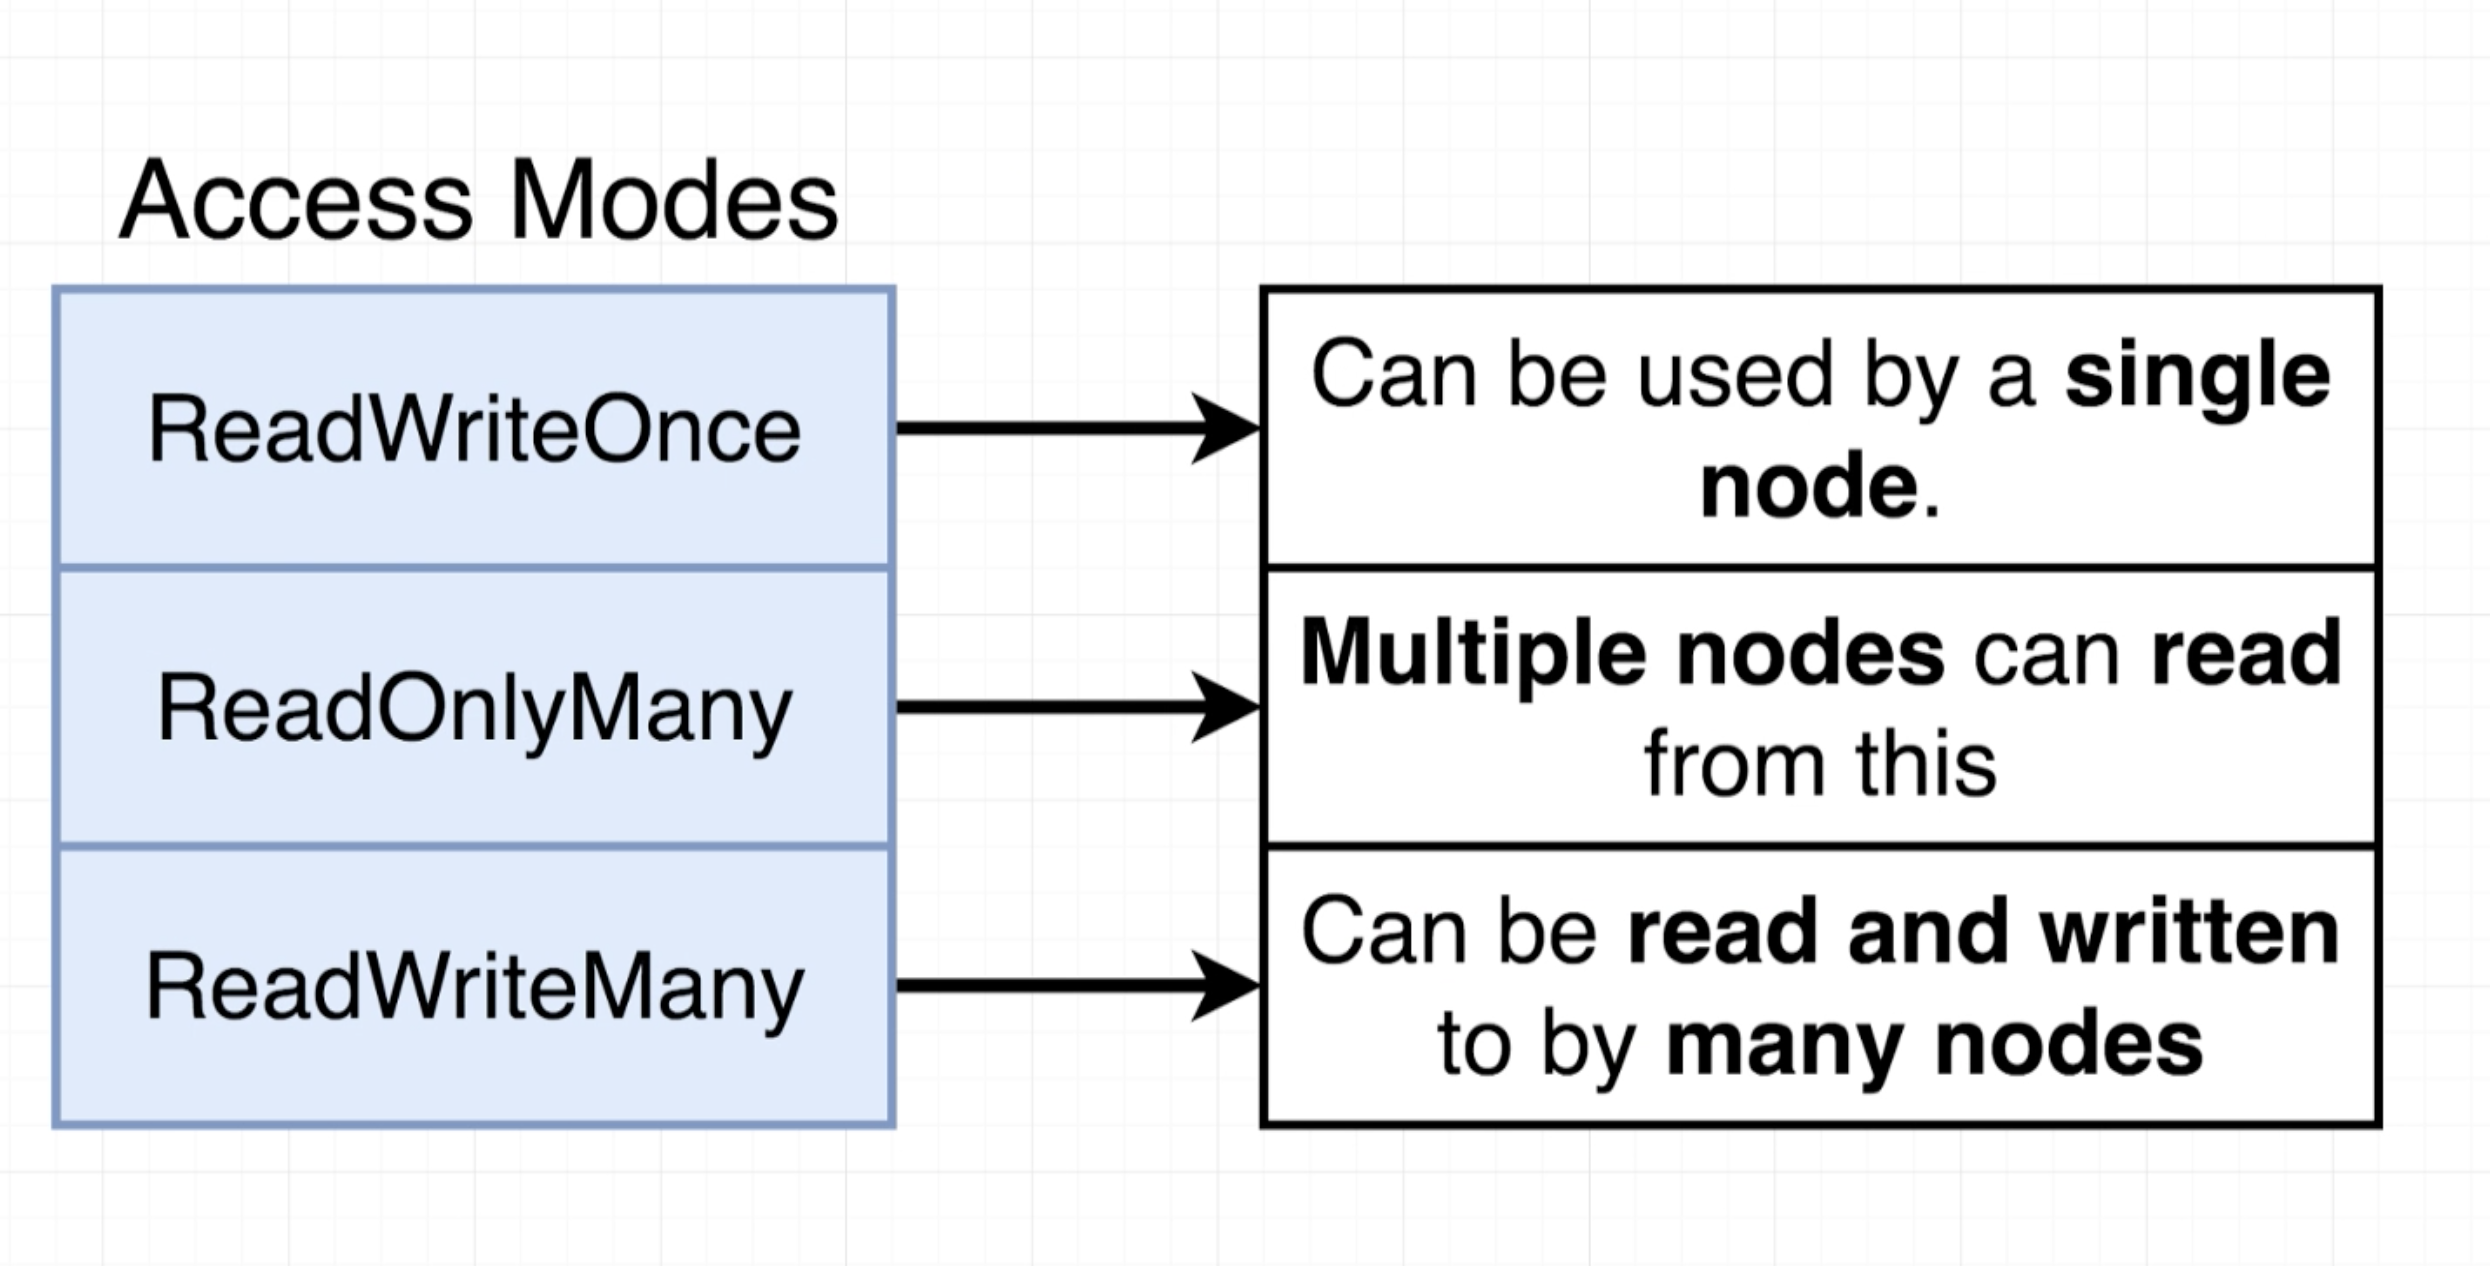 Access Modes
ReadWriteOnce
Can be used by a single
node.
ReadOnlyMany
Multiple nodes can read
from this
ReadWriteMany
Can be read and written
to by many nodes